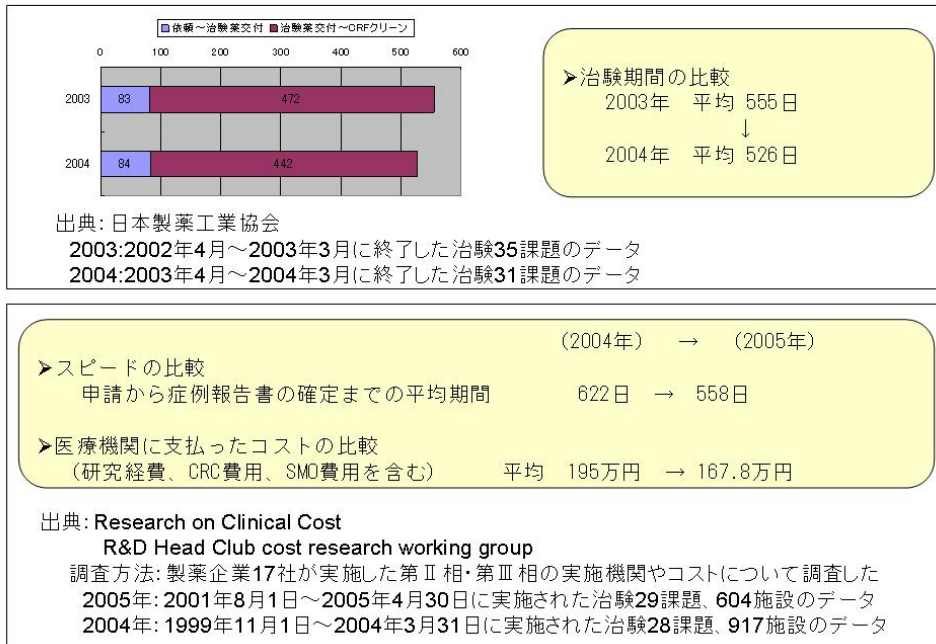 依頼～治験薬交付 治験薬交付～CRFクリーン
0 100 200 300 400 500 600
2003 83 472
2004 84 442
➤治験期間の比較
2003年 平均 555日
↓
2004年 平均 526日
出典: 日本製薬工業協会
2003:2002年4月～2003年3月に終了した治験35課題のデータ
2004:2003年4月～2004年3月に終了した治験31課題のデータ
(2004年) → (2005年)
➤スピードの比較
申請から症例報告書の確定までの平均期間 622日 → 558日
➤医療機関に支払ったコストの比較
(研究経費、CRC費用、SMO費用を含む) 平均 195万円 → 167.8万円
出典: Research on Clinical Cost
R&D Head Club cost research working group
調査方法: 製薬企業17社が実施した第Ⅱ相・第Ⅲ相の実施機関やコストについて調査した
2005年: 2001年8月1日～2005年4月30日に実施された治験29課題、604施設のデータ
2004年: 1999年11月1日～2004年3月31日に実施された治験28課題、917施設のデータ